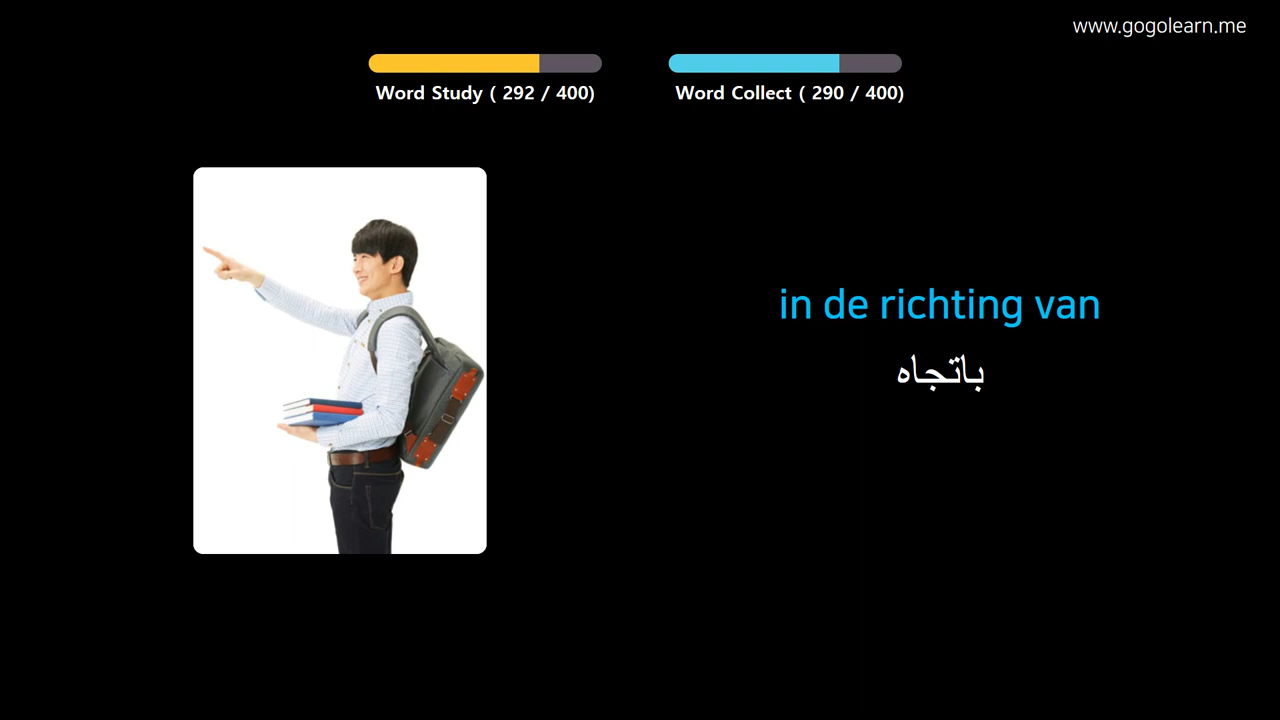 www.gogolearn.me
Word Study ( 292 / 400)
Word Collect ( 290 / 400)
in de richting van
باتجاه